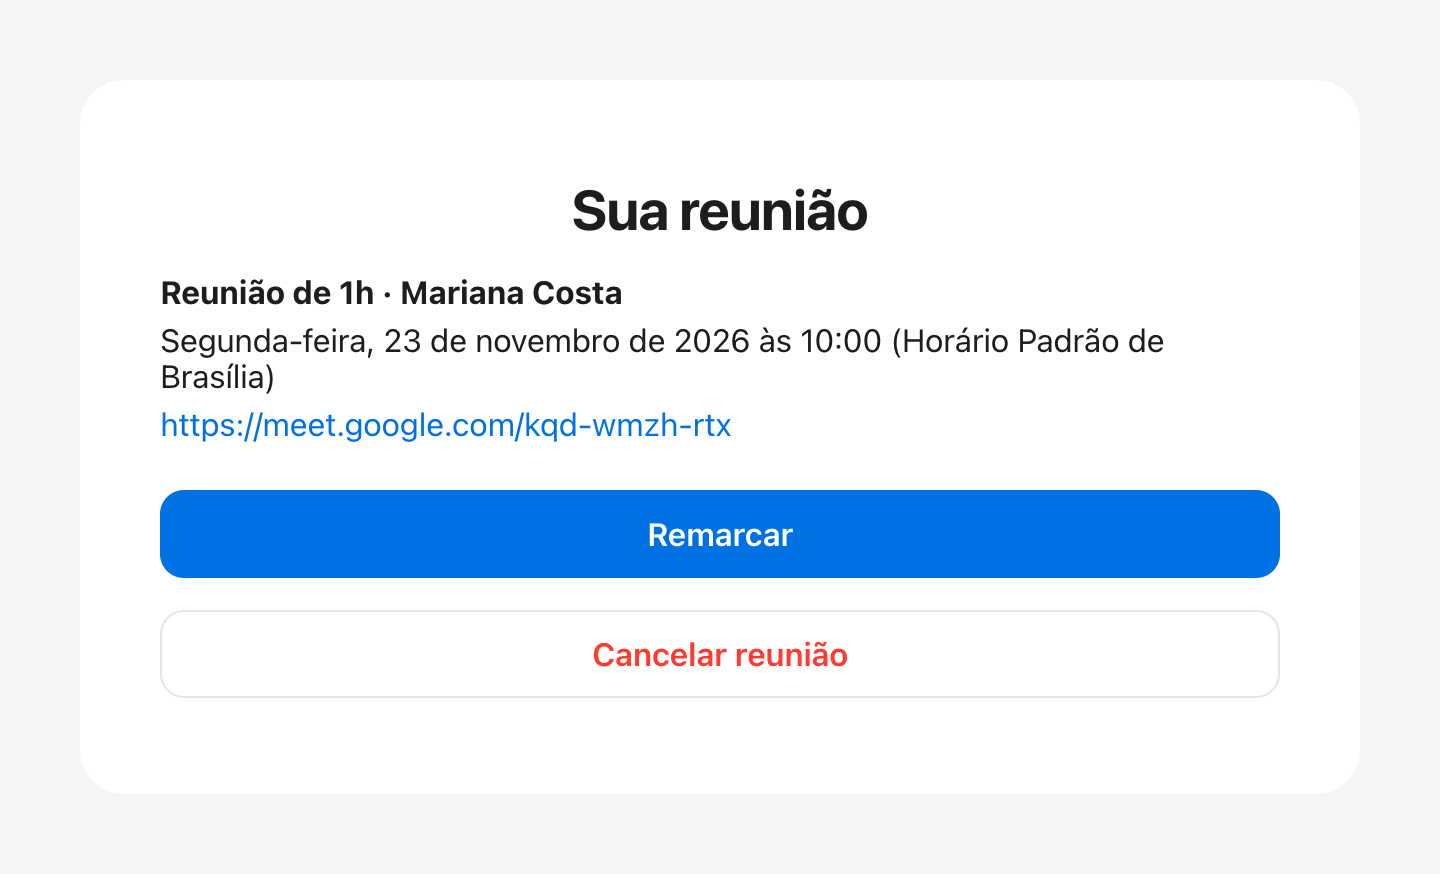 Sua reunião
Reunião de 1h · Mariana Costa
Segunda-feira, 23 de novembro de 2026 às 10:00 (Horário Padrão de
Brasília)
https://meet.google.com/kqd-wmzh-rtx
Remarcar
Cancelar reunião